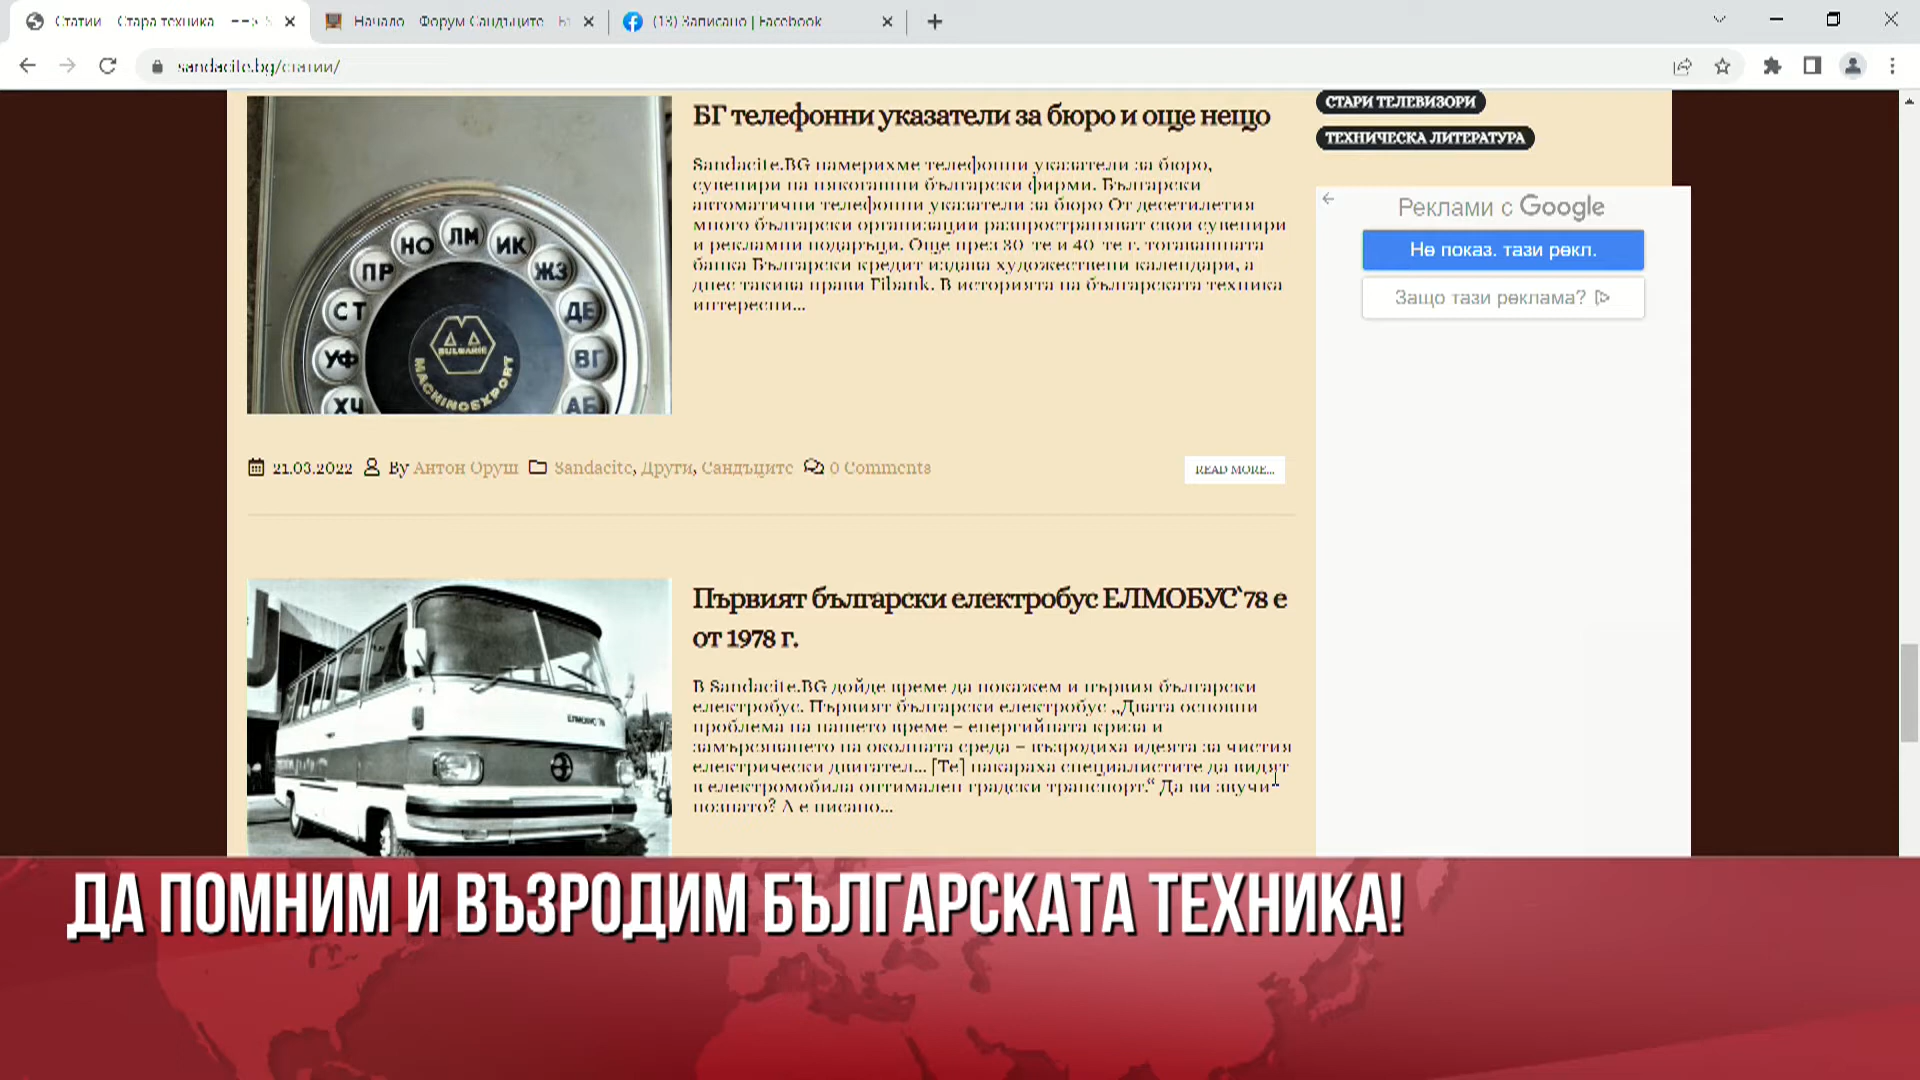 Статии Стара техника
Начало Форум Сандъците
(13) Записано | Facebook
sandacite.bg/статии/
БГ телефонни указатели за бюро и още нещо
Sandacite.BG намерихме телефонни указатели за бюро,
сувенири на някогашни български фирми. Български
автоматични телефонни указатели за бюро От десетилетия
много български организации разпространяват свои сувенири
и рекламни подаръци. Още през 30-те и 40-те г. тогавашната
банка Български кредит издава художествени календари, а
днес такива прави Fibank. В историята на българската техника
интересни...
НО ЛМ ИК
ПР ЖЗ
СТ ДЕ
УФ ВГ
ХЧ АБ
BULGARIE
MACHINOEXPORT
21.03.2022 By Антон Оруш Sandacite, Други, Сандъците 0 Comments
READ MORE...
Първият български електробус ЕЛМОБУС`78 е
от 1978 г.
В Sandacite.BG дойде време да покажем и първия български
електробус. Първият български електробус „Двата основни
проблема на нашето време – енергийната криза и
замърсяването на околната среда – възродиха идеята за чистия
електрически двигател... [Те] накараха специалистите да видят
в електромобила оптимален градски транспорт.“ Да ви звучи
познато? А е писано...
СТАРИ ТЕЛЕВИЗОРИ
ТЕХНИЧЕСКА ЛИТЕРАТУРА
Реклами с Google
Не показ. тази рекл.
Защо тази реклама?
ДА ПОМНИМ И ВЪЗРОДИМ БЪЛГАРСКАТА ТЕХНИКА!